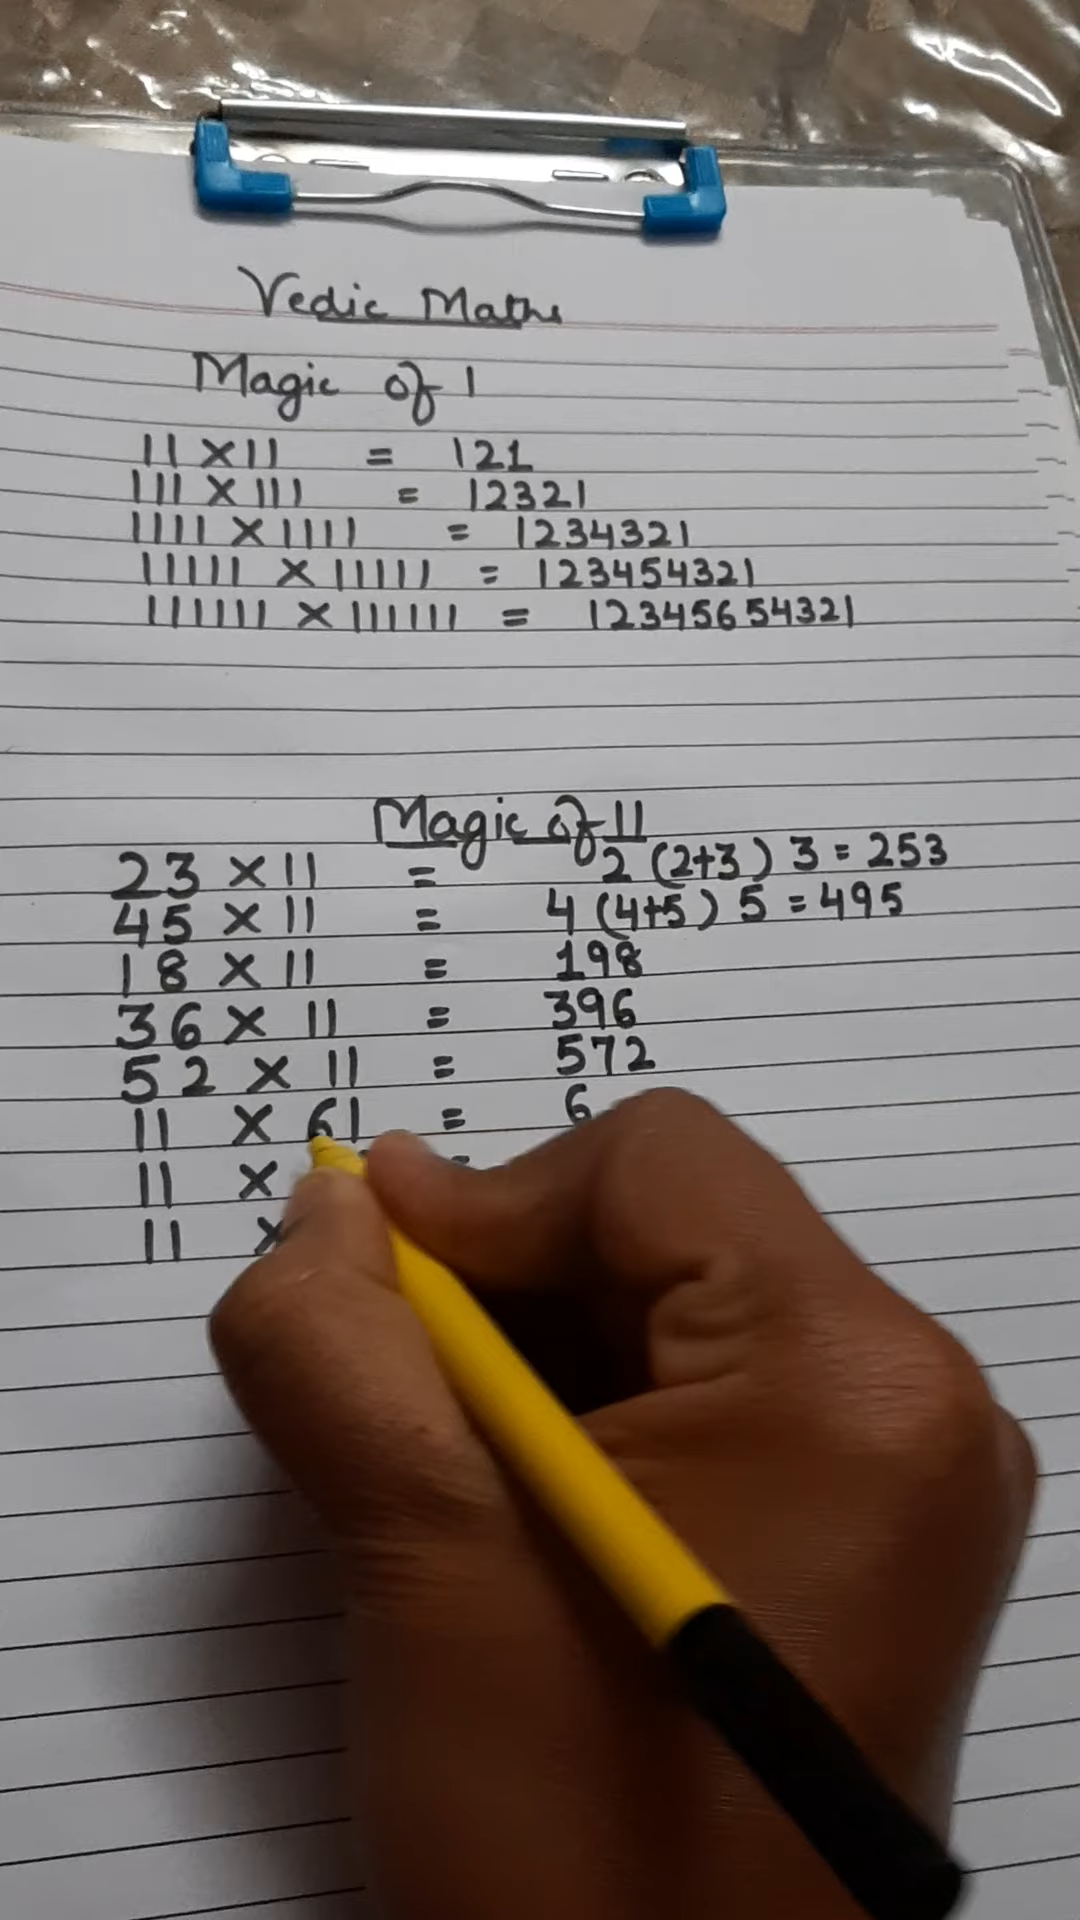 Vedic Maths
Magic of 1
11 X 11 = 121
111 X 111 = 12321
1111 X 1111 = 1234321
11111 X 11111 = 123454321
111111 X 111111 = 12345654321
Magic of 11
23 X 11 = 2 (2+3) 3 = 253
45 X 11 = 4 (4+5) 5 = 495
18 X 11 = 198
36 X 11 = 396
52 X 11 = 572
11 X 61 = 6
11 X =
11 X